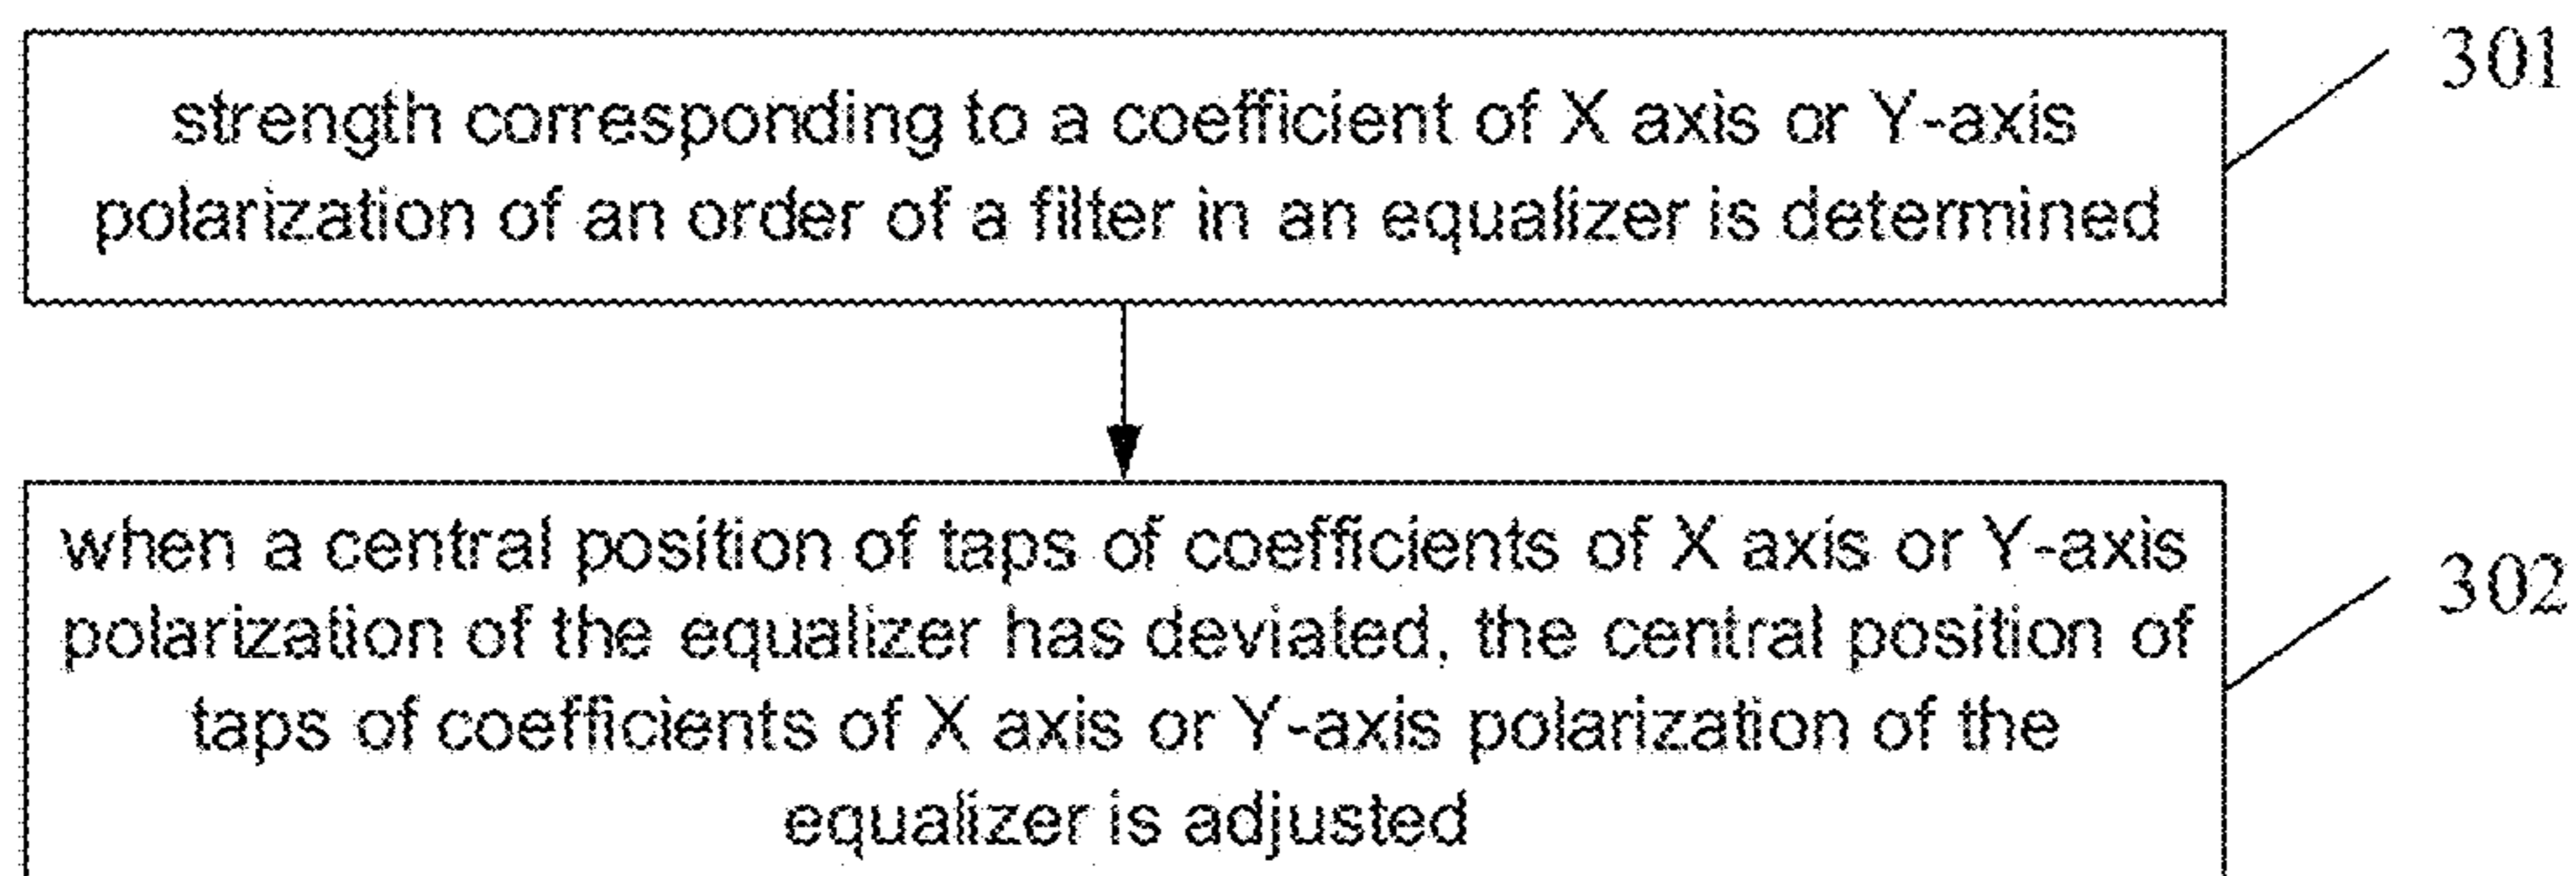 strength corresponding to a coefficient of X axis or Y-axis
polarization of an order of a filter in an equalizer is determined
301
when a central position of taps of coefficients of X axis or Y-axis
polarization of the equalizer has deviated, the central position of
taps of coefficients of X axis or Y-axis polarization of the
equalizer is adjusted
302